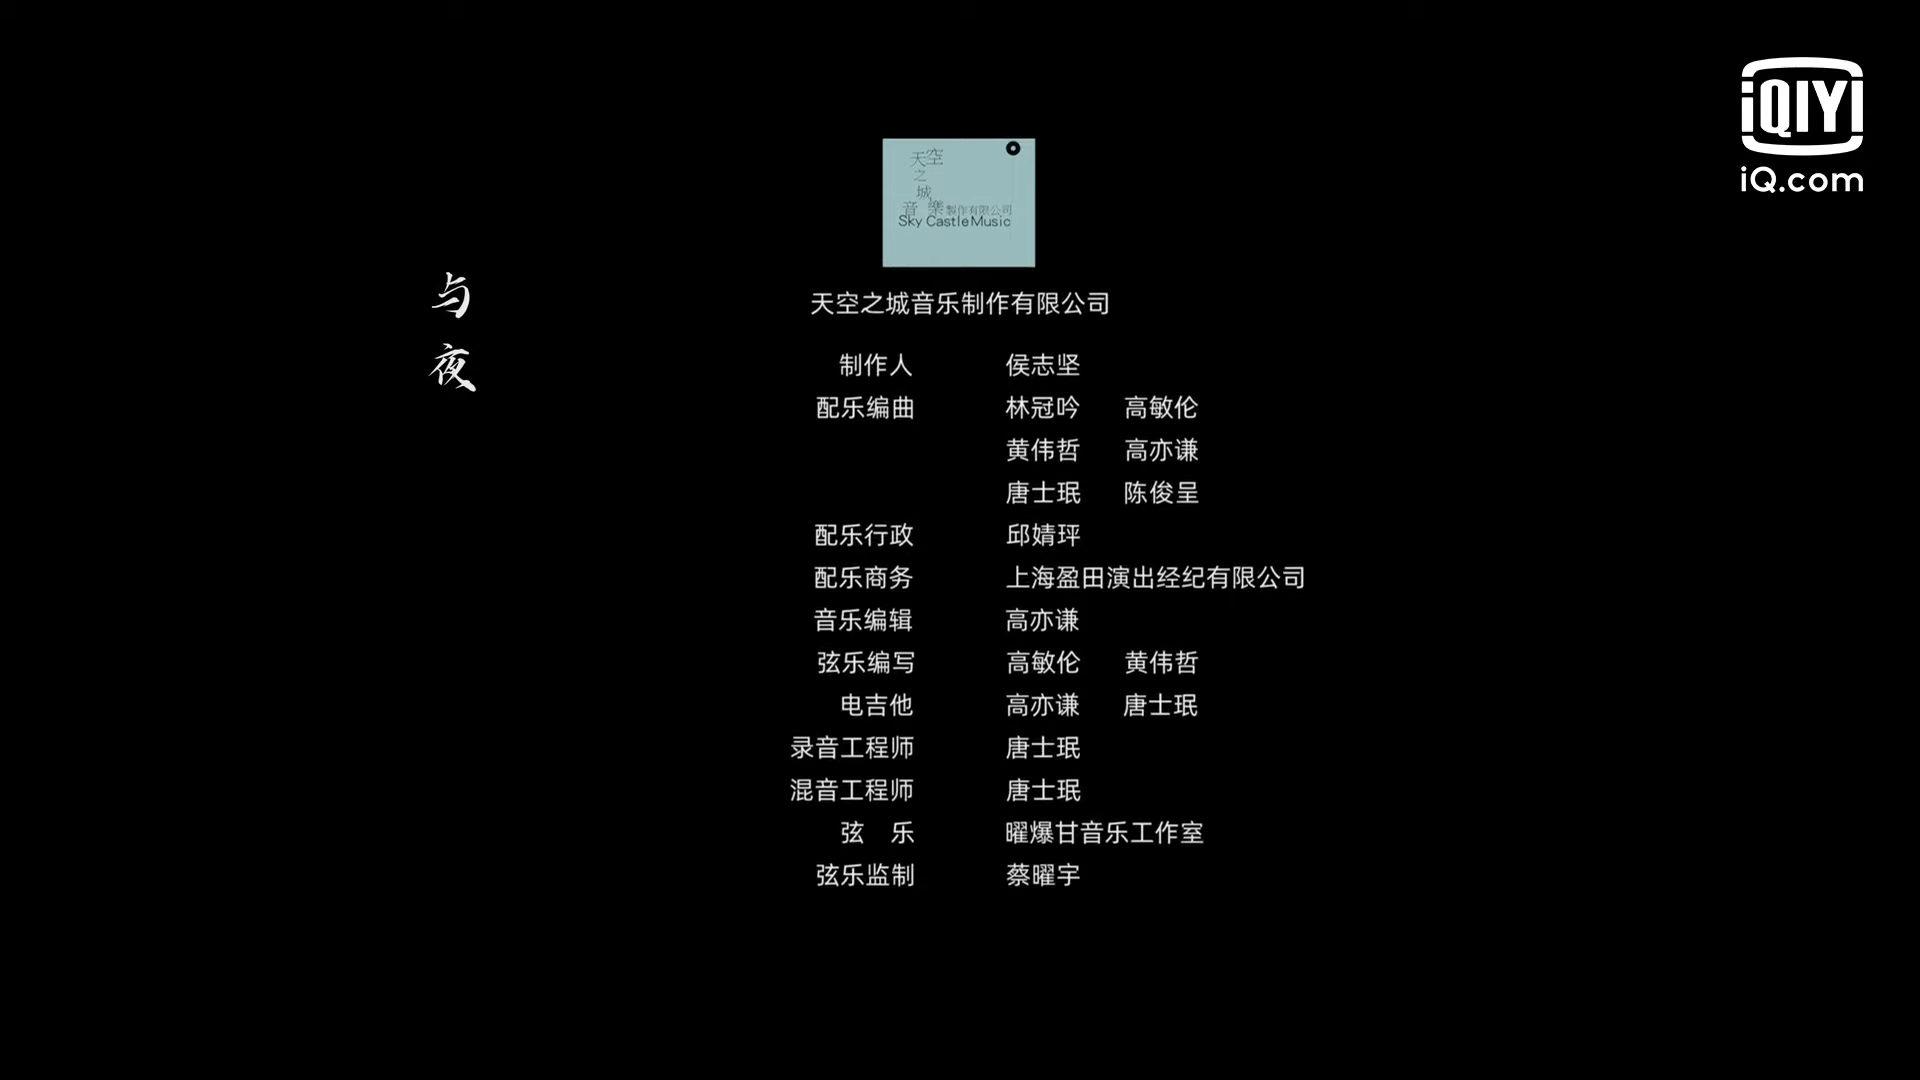 iQIYI
iQ.com
天空
之
城
音樂製作有限公司
Sky Castle Music
与
夜
天空之城音乐制作有限公司
制作人 侯志坚
配乐编曲 林冠吟 高敏伦
黄伟哲 高亦谦
唐士珉 陈俊呈
配乐行政 邱婧玶
配乐商务 上海盈田演出经纪有限公司
音乐编辑 高亦谦
弦乐编写 高敏伦 黄伟哲
电吉他 高亦谦 唐士珉
录音工程师 唐士珉
混音工程师 唐士珉
弦 乐 曜爆甘音乐工作室
弦乐监制 蔡曜宇